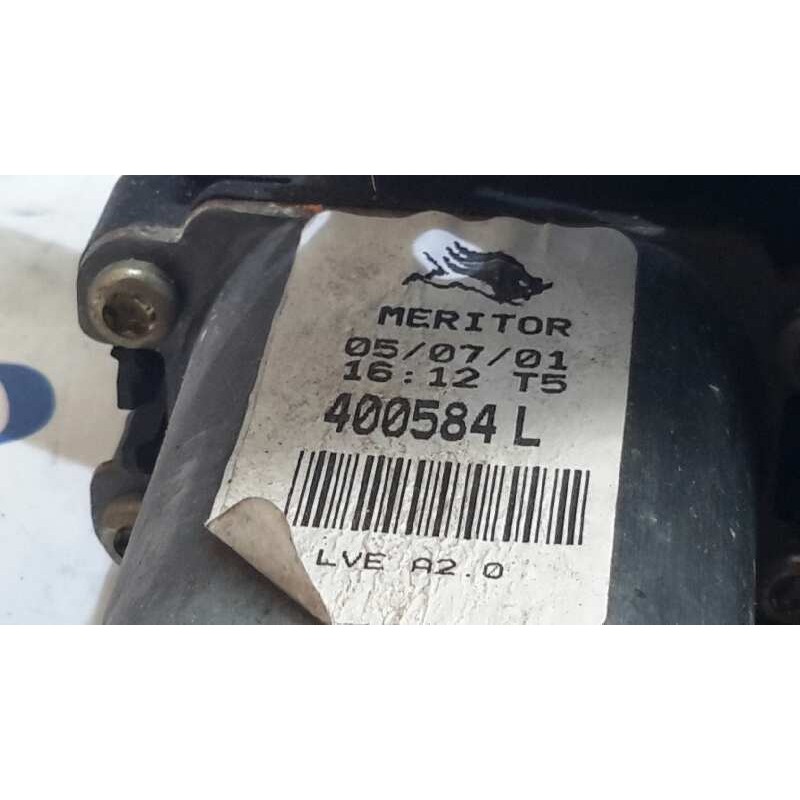 MERITOR
05/07/01
16:12 T5
400584 L
LVE A2.0